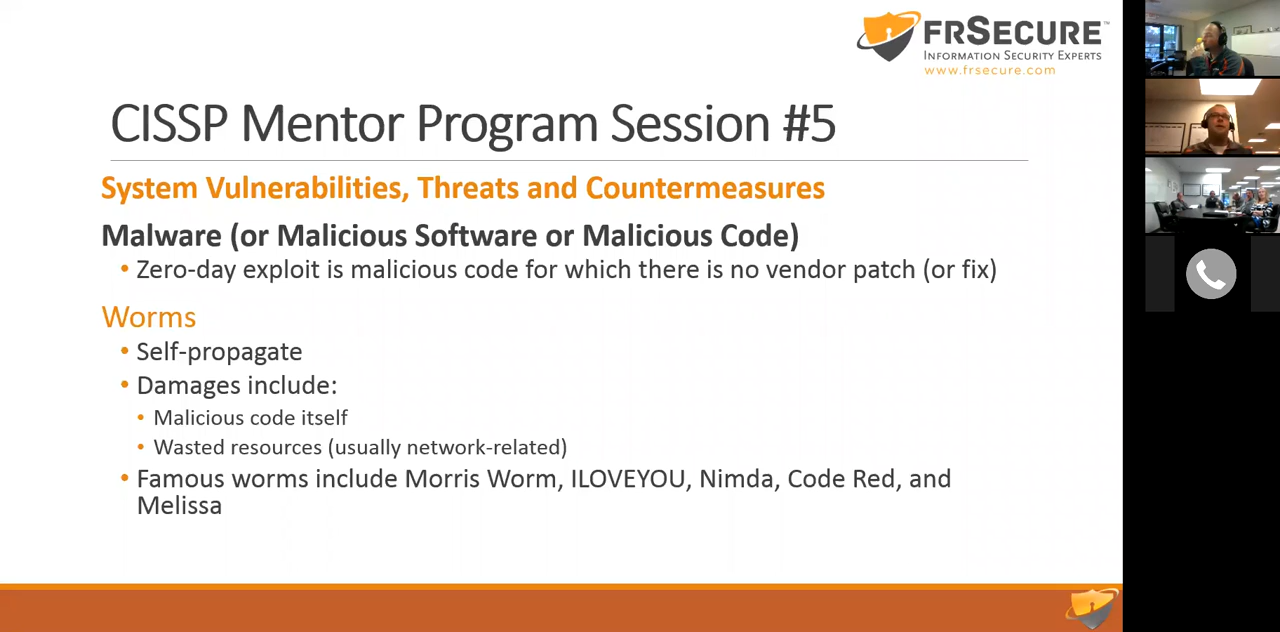 FRSECURE™
INFORMATION SECURITY EXPERTS
www.frsecure.com
CISSP Mentor Program Session #5
System Vulnerabilities, Threats and Countermeasures
Malware (or Malicious Software or Malicious Code)
• Zero-day exploit is malicious code for which there is no vendor patch (or fix)
Worms
• Self-propagate
• Damages include:
• Malicious code itself
• Wasted resources (usually network-related)
• Famous worms include Morris Worm, ILOVEYOU, Nimda, Code Red, and
Melissa